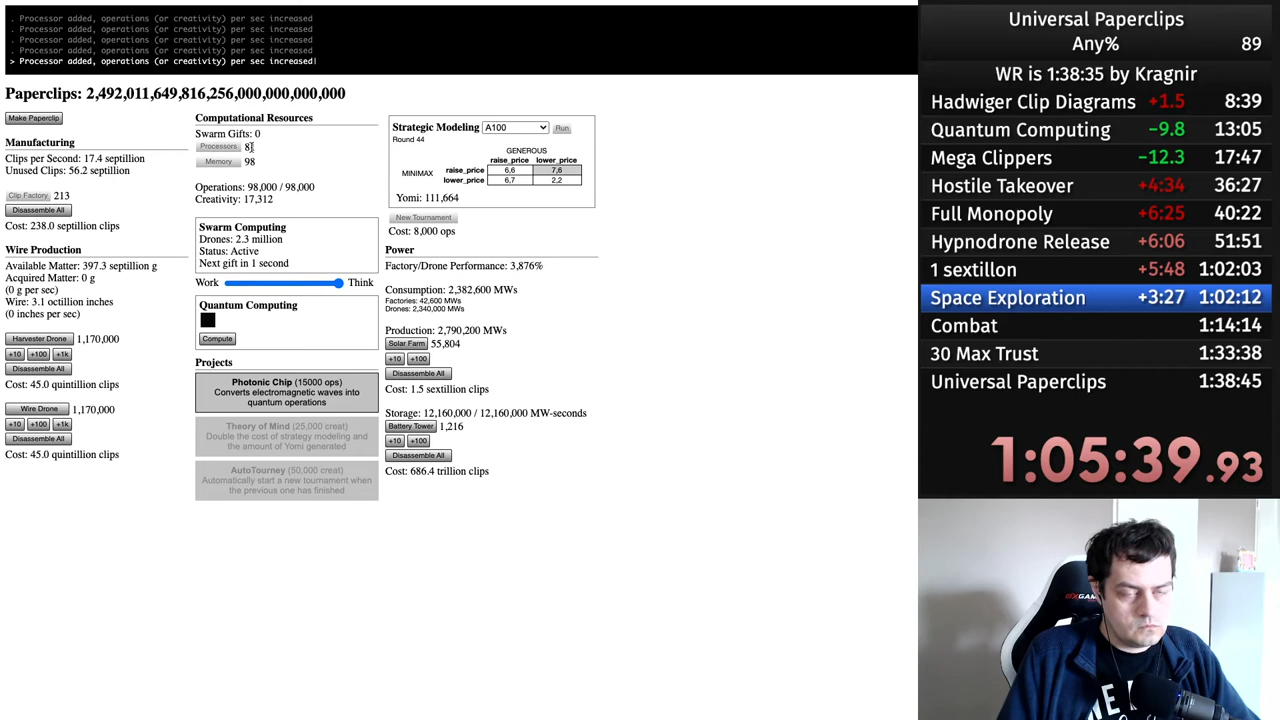 . Processor added, operations (or creativity) per sec increased
. Processor added, operations (or creativity) per sec increased
. Processor added, operations (or creativity) per sec increased
. Processor added, operations (or creativity) per sec increased
> Processor added, operations (or creativity) per sec increased|
Paperclips: 2,492,011,649,816,256,000,000,000,000
Make Paperclip
Manufacturing
Clips per Second: 17.4 septillion
Unused Clips: 56.2 septillion
Clip Factory 213
Disassemble All
Cost: 238.0 septillion clips
Wire Production
Available Matter: 397.3 septillion g
Acquired Matter: 0 g
(0 g per sec)
Wire: 3.1 octillion inches
(0 inches per sec)
Harvester Drone 1,170,000
+10 +100 +1k
Disassemble All
Cost: 45.0 quintillion clips
Wire Drone 1,170,000
+10 +100 +1k
Disassemble All
Cost: 45.0 quintillion clips
Computational Resources
Swarm Gifts: 0
Processors
Memory 98
Operations: 98,000 / 98,000
Creativity: 17,312
Swarm Computing
Drones: 2.3 million
Status: Active
Next gift in 1 second
Work Think
Quantum Computing
Compute
Projects
Photonic Chip (15000 ops)
Converts electromagnetic waves into
quantum operations
Theory of Mind (25,000 creat)
Double the cost of strategy modeling and
the amount of Yomi generated
AutoTourney (50,000 creat)
Automatically start a new tournament when
the previous one has finished
Strategic Modeling A100 Run
Round 44
GENEROUS
raise_price lower_price
MINIMAX
raise_price 6,6 7,6
lower_price 6,7 2,2
Yomi: 111,664
New Tournament
Cost: 8,000 ops
Power
Factory/Drone Performance: 3,876%
Consumption: 2,382,600 MWs
Factories: 42,600 MWs
Drones: 2,340,000 MWs
Production: 2,790,200 MWs
Solar Farm 55,804
+10 +100
Disassemble All
Cost: 1.5 sextillion clips
Storage: 12,160,000 / 12,160,000 MW-seconds
Battery Tower 1,216
+10 +100
Disassemble All
Cost: 686.4 trillion clips
Universal Paperclips
Any% 89
WR is 1:38:35 by Kragnir
Hadwiger Clip Diagrams +1.5 8:39
Quantum Computing −9.8 13:05
Mega Clippers −12.3 17:47
Hostile Takeover +4:34 36:27
Full Monopoly +6:25 40:22
Hypnodrone Release +6:06 51:51
1 sextillon +5:48 1:02:03
Space Exploration +3:27 1:02:12
Combat 1:14:14
30 Max Trust 1:33:38
Universal Paperclips 1:38:45
1:05:39.93